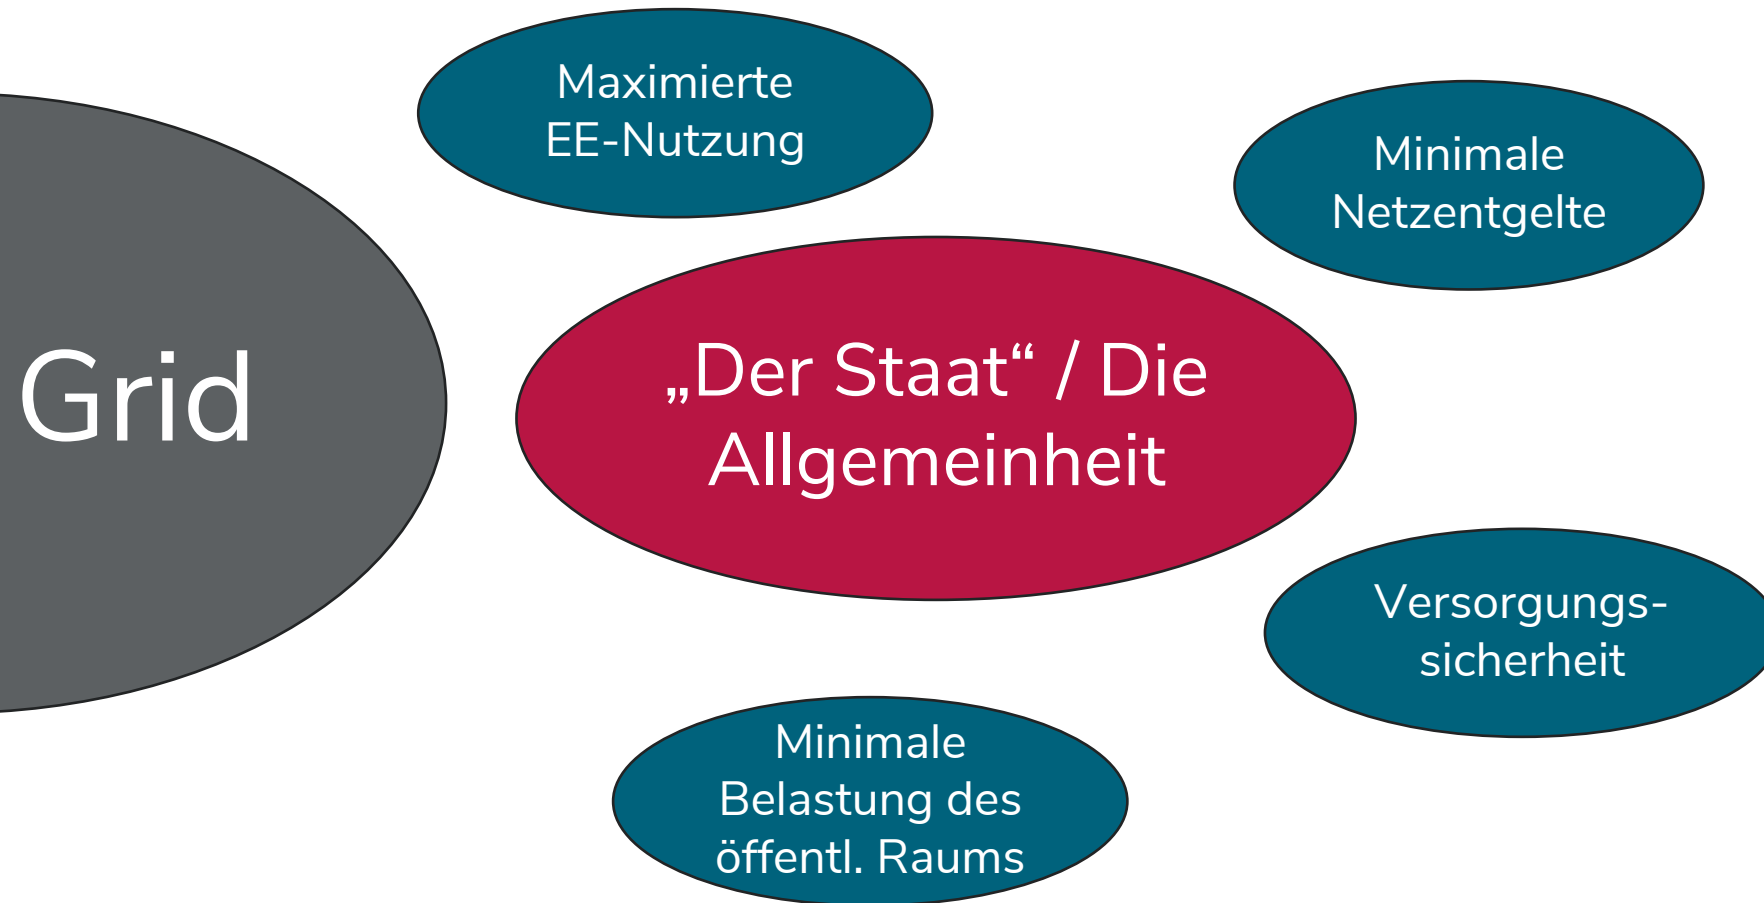 Maximierte
EE-Nutzung
Minimale
Netzentgelte
Grid
„Der Staat“ / Die
Allgemeinheit
Versorgungs-
sicherheit
Minimale
Belastung des
öffentl. Raums